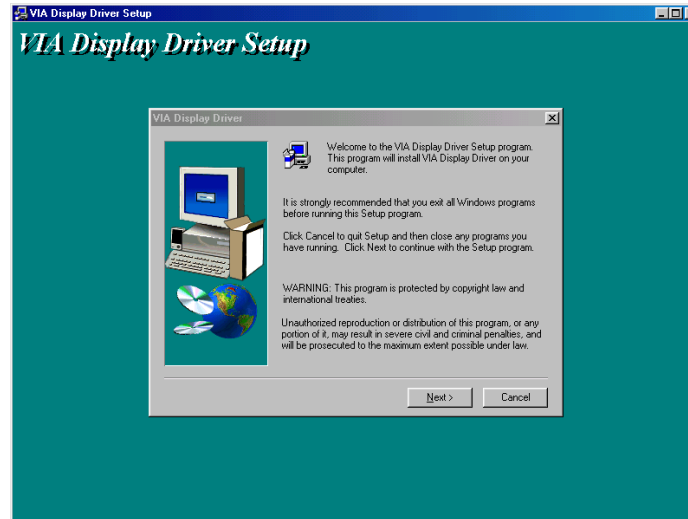 VIA Display Driver Setup
VIA Display Driver Setup
VIA Display Driver
Welcome to the VIA Display Driver Setup program.
This program will install VIA Display Driver on your
computer.
It is strongly recommended that you exit all Windows programs
before running this Setup program.
Click Cancel to quit Setup and then close any programs you
have running. Click Next to continue with the Setup program.
WARNING: This program is protected by copyright law and
international treaties.
Unauthorized reproduction or distribution of this program, or any
portion of it, may result in severe civil and criminal penalties, and
will be prosecuted to the maximum extent possible under law.
Next > Cancel